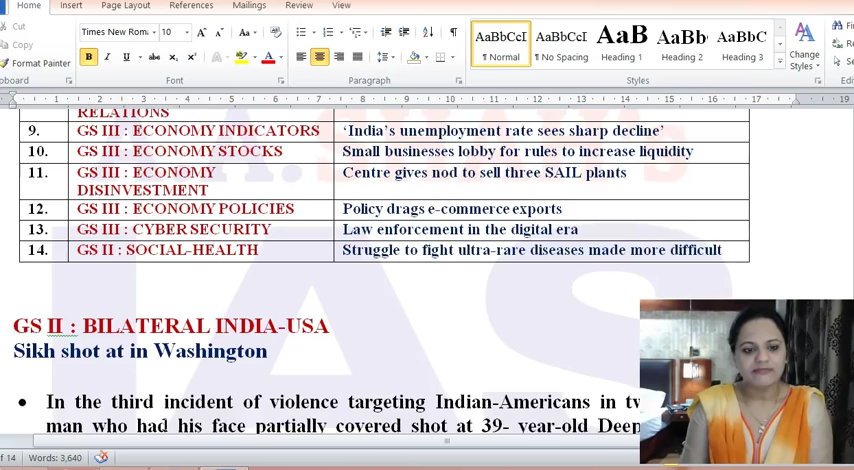 Home Insert Page Layout References Mailings Review View
Cut
Copy
Format Painter
Times New Rom 10
AaBbCcI AaBbCcI AaB AaBb AaBbC
¶ Normal ¶ No Spacing Heading 1 Heading 2 Heading 3
Change
Styles
Font Paragraph Styles
RELATIONS
9. GS III : ECONOMY INDICATORS ‘India’s unemployment rate sees sharp decline’
10. GS III : ECONOMY STOCKS Small businesses lobby for rules to increase liquidity
11. GS III : ECONOMY DISINVESTMENT Centre gives nod to sell three SAIL plants
12. GS III : ECONOMY POLICIES Policy drags e-commerce exports
13. GS III : CYBER SECURITY Law enforcement in the digital era
14. GS II : SOCIAL-HEALTH Struggle to fight ultra-rare diseases made more difficult
GS II : BILATERAL INDIA-USA
Sikh shot at in Washington
• In the third incident of violence targeting Indian-Americans in
man who had his face partially covered shot at 39- year-old Deep
of 14 Words: 3,640